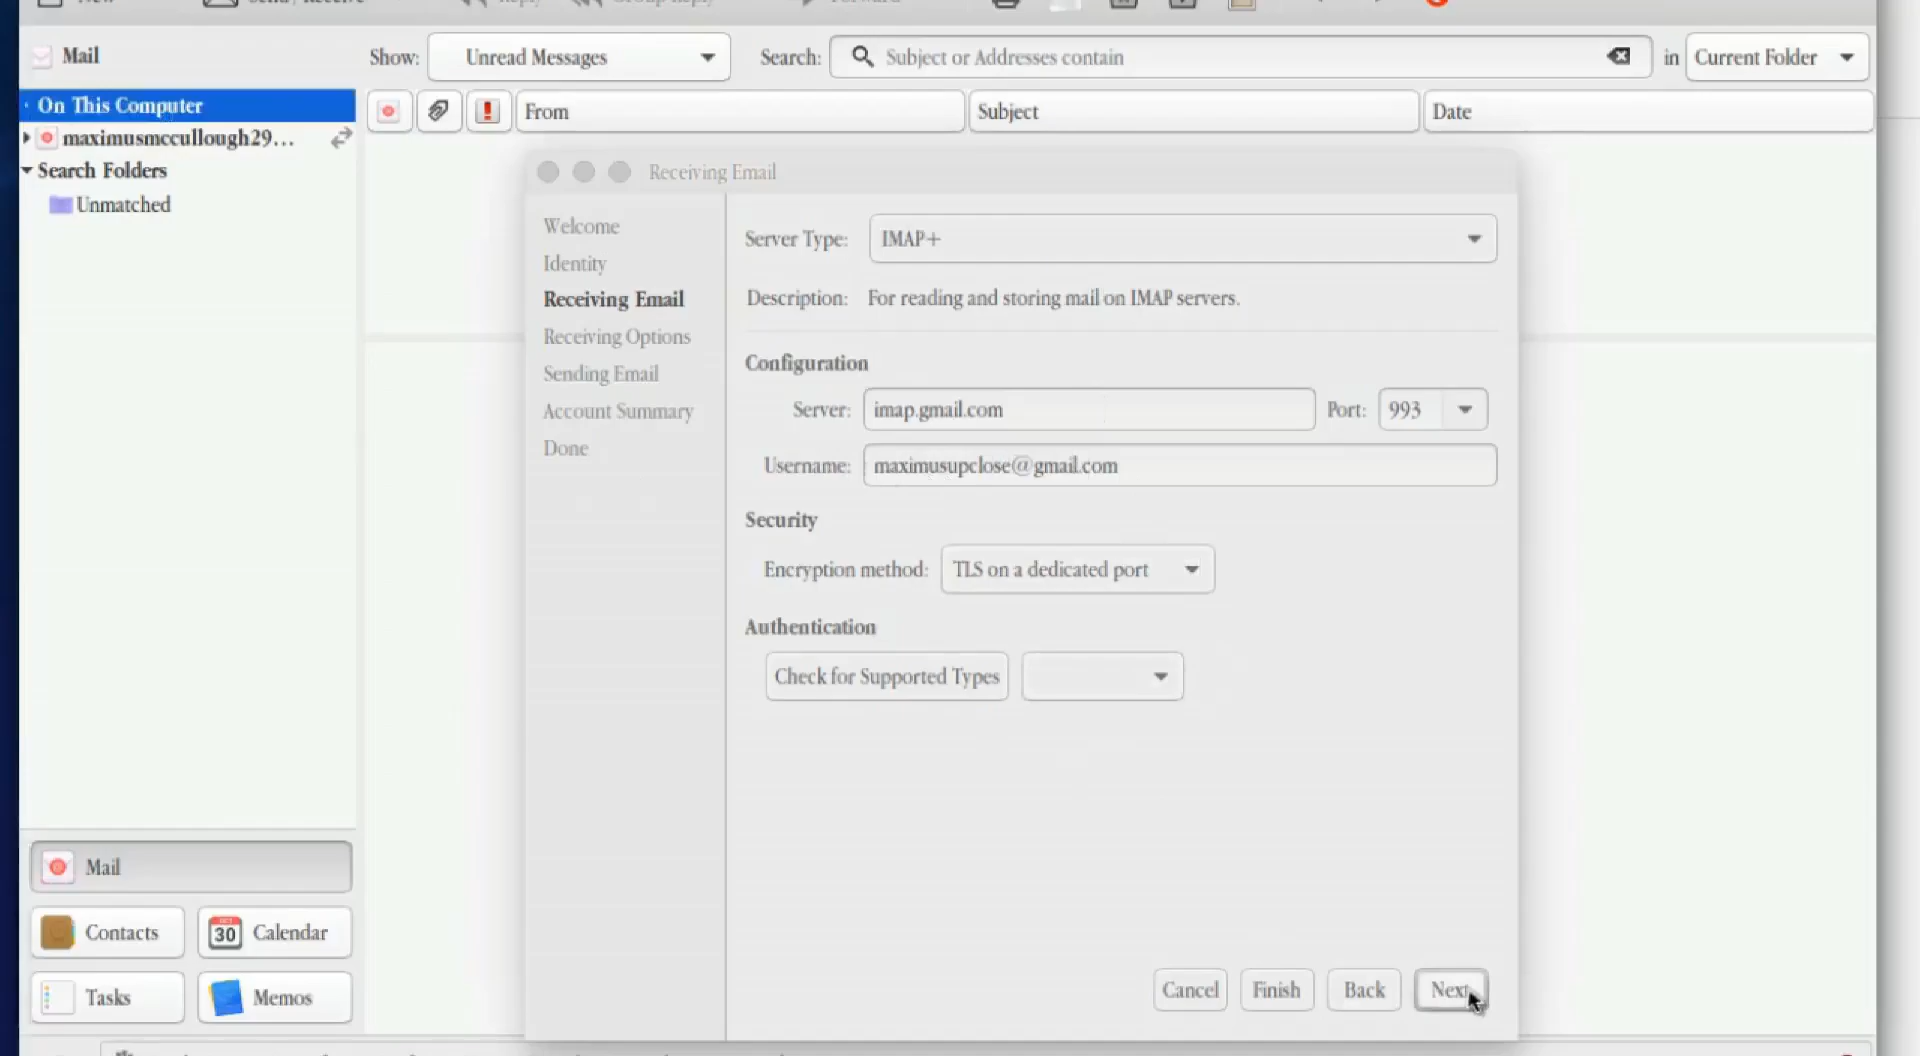 Mail
Show: Unread Messages Search: Subject or Addresses contain in Current Folder
On This Computer
From Subject Date
maximusmccullough29...
Search Folders
Unmatched
Receiving Email
Welcome
Identity
Receiving Email
Receiving Options
Sending Email
Account Summary
Done
Server Type: IMAP+
Description: For reading and storing mail on IMAP servers.
Configuration
Server: imap.gmail.com Port: 993
Username: maximusupclose@gmail.com
Security
Encryption method: TLS on a dedicated port
Authentication
Check for Supported Types
Mail
Contacts 30 Calendar
Tasks Memos
Cancel Finish Back Next